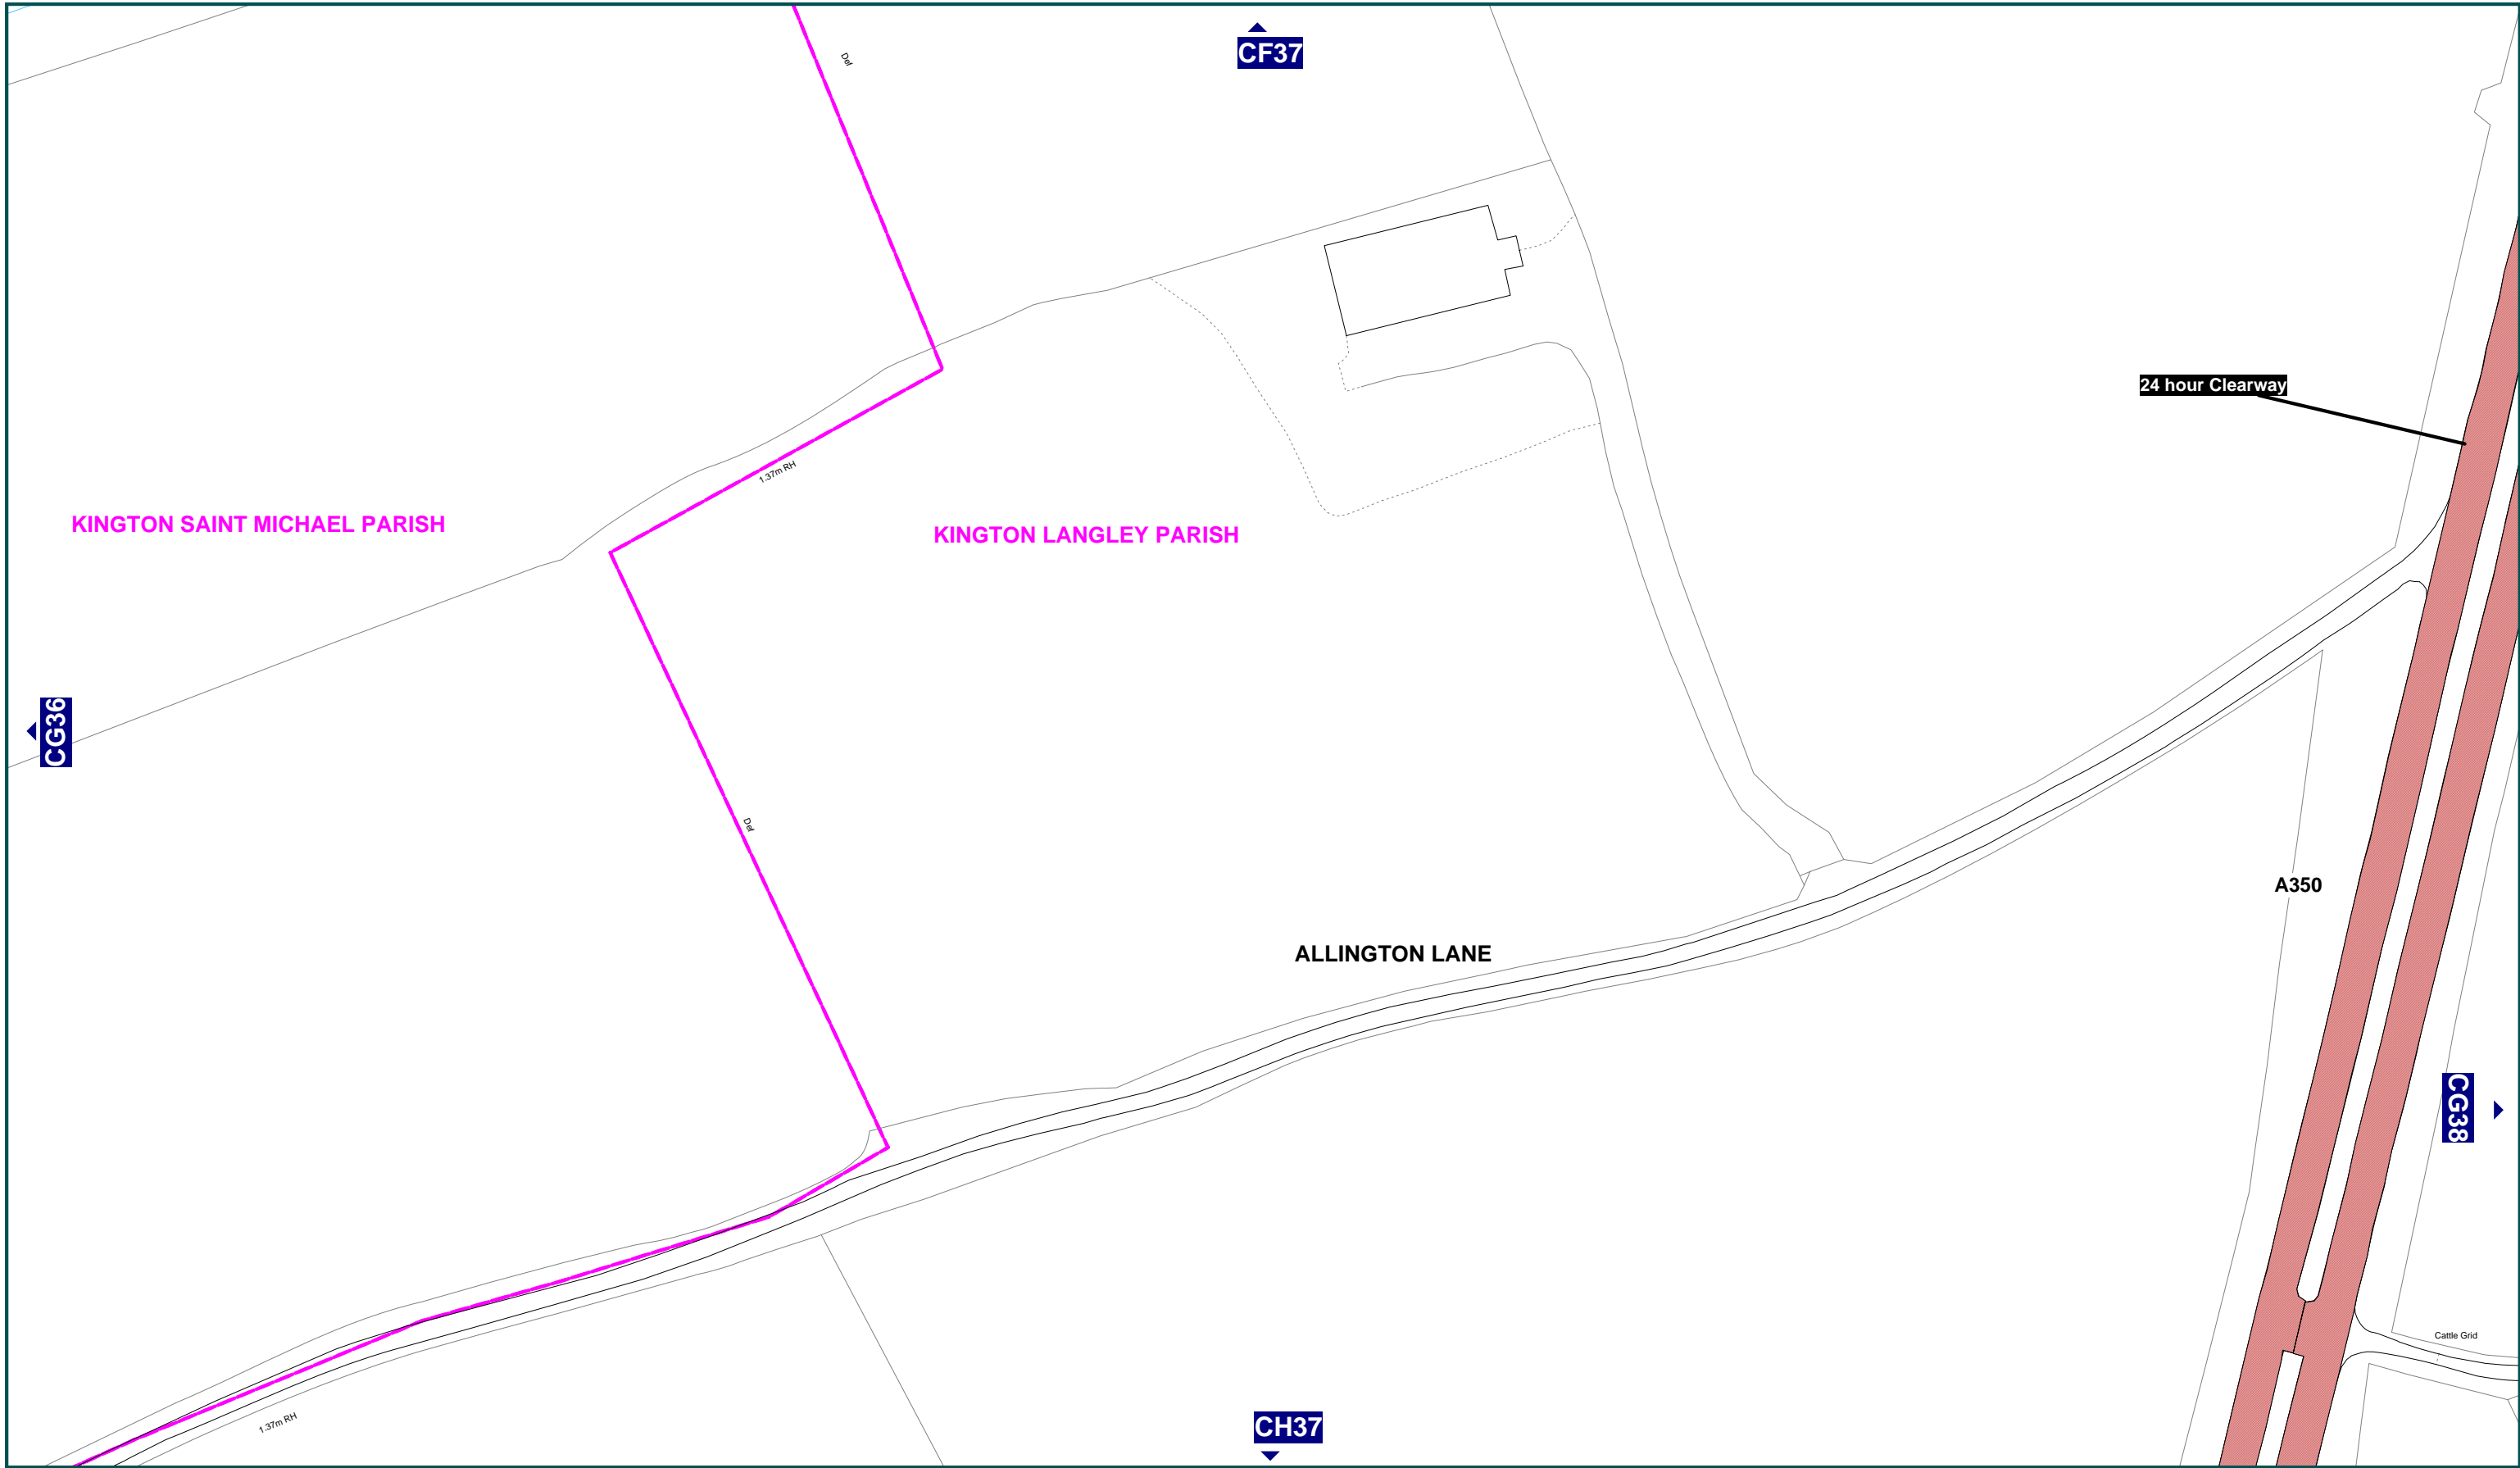 Def
CF37
24 hour Clearway
1.37m RH
KINGTON SAINT MICHAEL PARISH
KINGTON LANGLEY PARISH
CG36
Def
A350
ALLINGTON LANE
CG38
Cattle Grid
1.37m RH
CH37